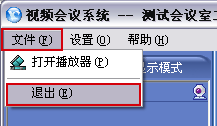 视频会议系统 -- 测试会议室
文件(F) 设置(O) 帮助(H)
打开播放器(P)
显示模式
退出(E)